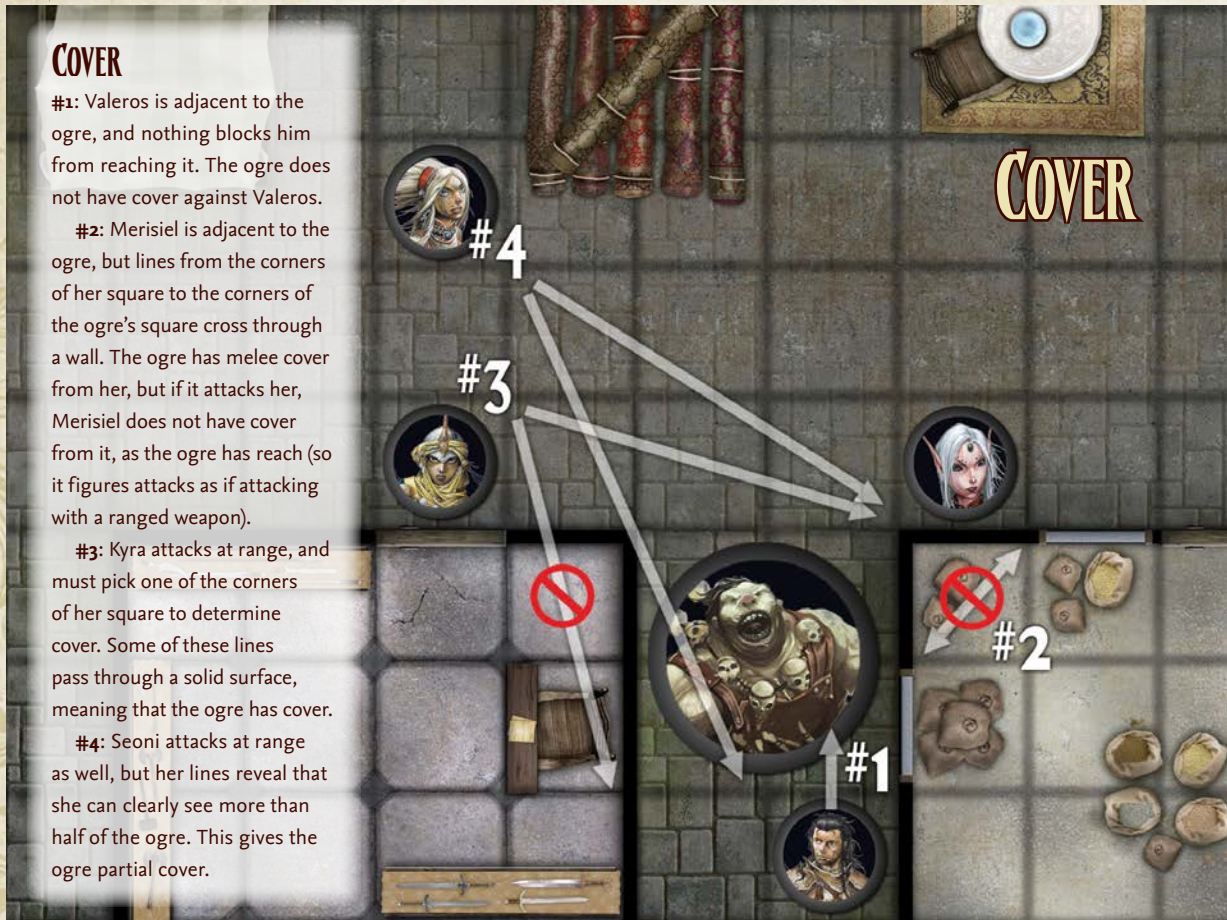 COVER
#1: Valeros is adjacent to the
ogre, and nothing blocks him
from reaching it. The ogre does
not have cover against Valeros.
#2: Merisiel is adjacent to the
ogre, but lines from the corners
of her square to the corners of
the ogre’s square cross through
a wall. The ogre has melee cover
from her, but if it attacks her,
Merisiel does not have cover
from it, as the ogre has reach (so
it figures attacks as if attacking
with a ranged weapon).
#3: Kyra attacks at range, and
must pick one of the corners
of her square to determine
cover. Some of these lines
pass through a solid surface,
meaning that the ogre has cover.
#4: Seoni attacks at range
as well, but her lines reveal that
she can clearly see more than
half of the ogre. This gives the
ogre partial cover.
COVER
#4
#3
#2
#1